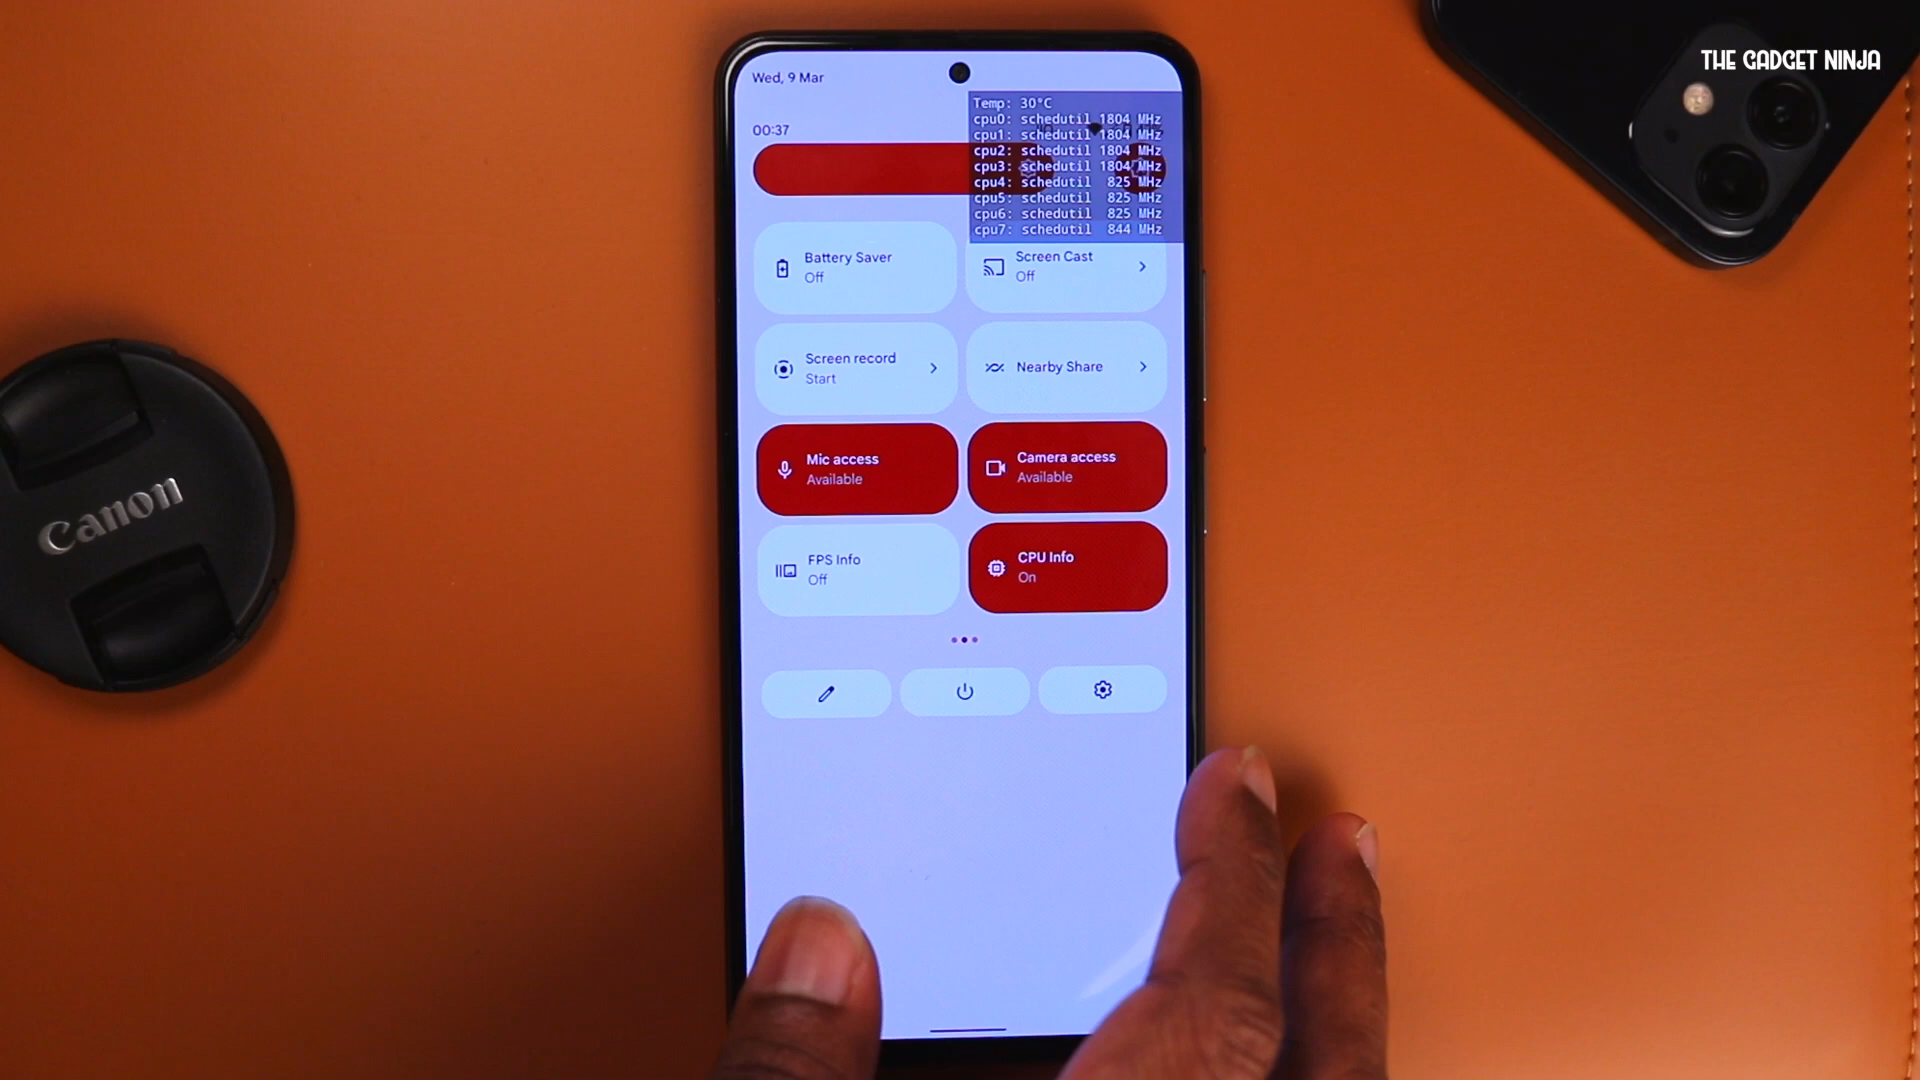 THE GADGET NINJA
Wed, 9 Mar
00:37
Temp: 30°C
cpu0: schedutil 1804 MHz
cpu1: schedutil 1804 MHz
cpu2: schedutil 1804 MHz
cpu3: schedutil 1804 MHz
cpu4: schedutil 825 MHz
cpu5: schedutil 825 MHz
cpu6: schedutil 825 MHz
cpu7: schedutil 844 MHz
Battery Saver
Off
Screen Cast
Off
Screen record
Start
Nearby Share
Mic access
Available
Camera access
Available
FPS Info
Off
CPU Info
On
Canon